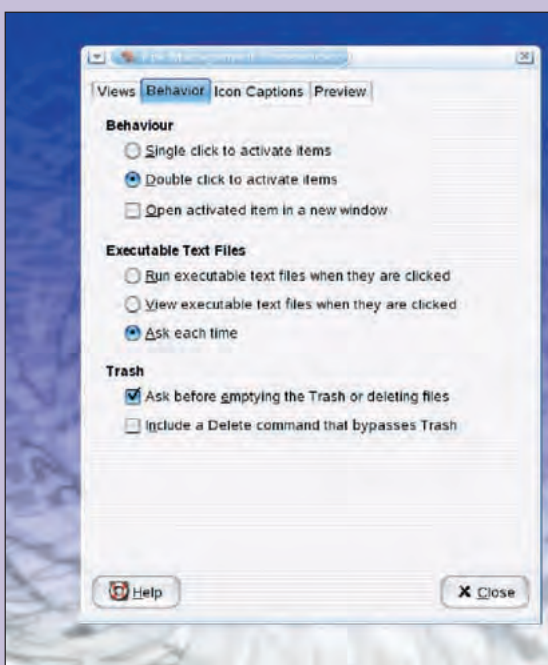 File Management Preferences
Views Behavior Icon Captions Preview
Behaviour
Single click to activate items
Double click to activate items
Open activated item in a new window
Executable Text Files
Run executable text files when they are clicked
View executable text files when they are clicked
Ask each time
Trash
Ask before emptying the Trash or deleting files
Include a Delete command that bypasses Trash
Help
Close